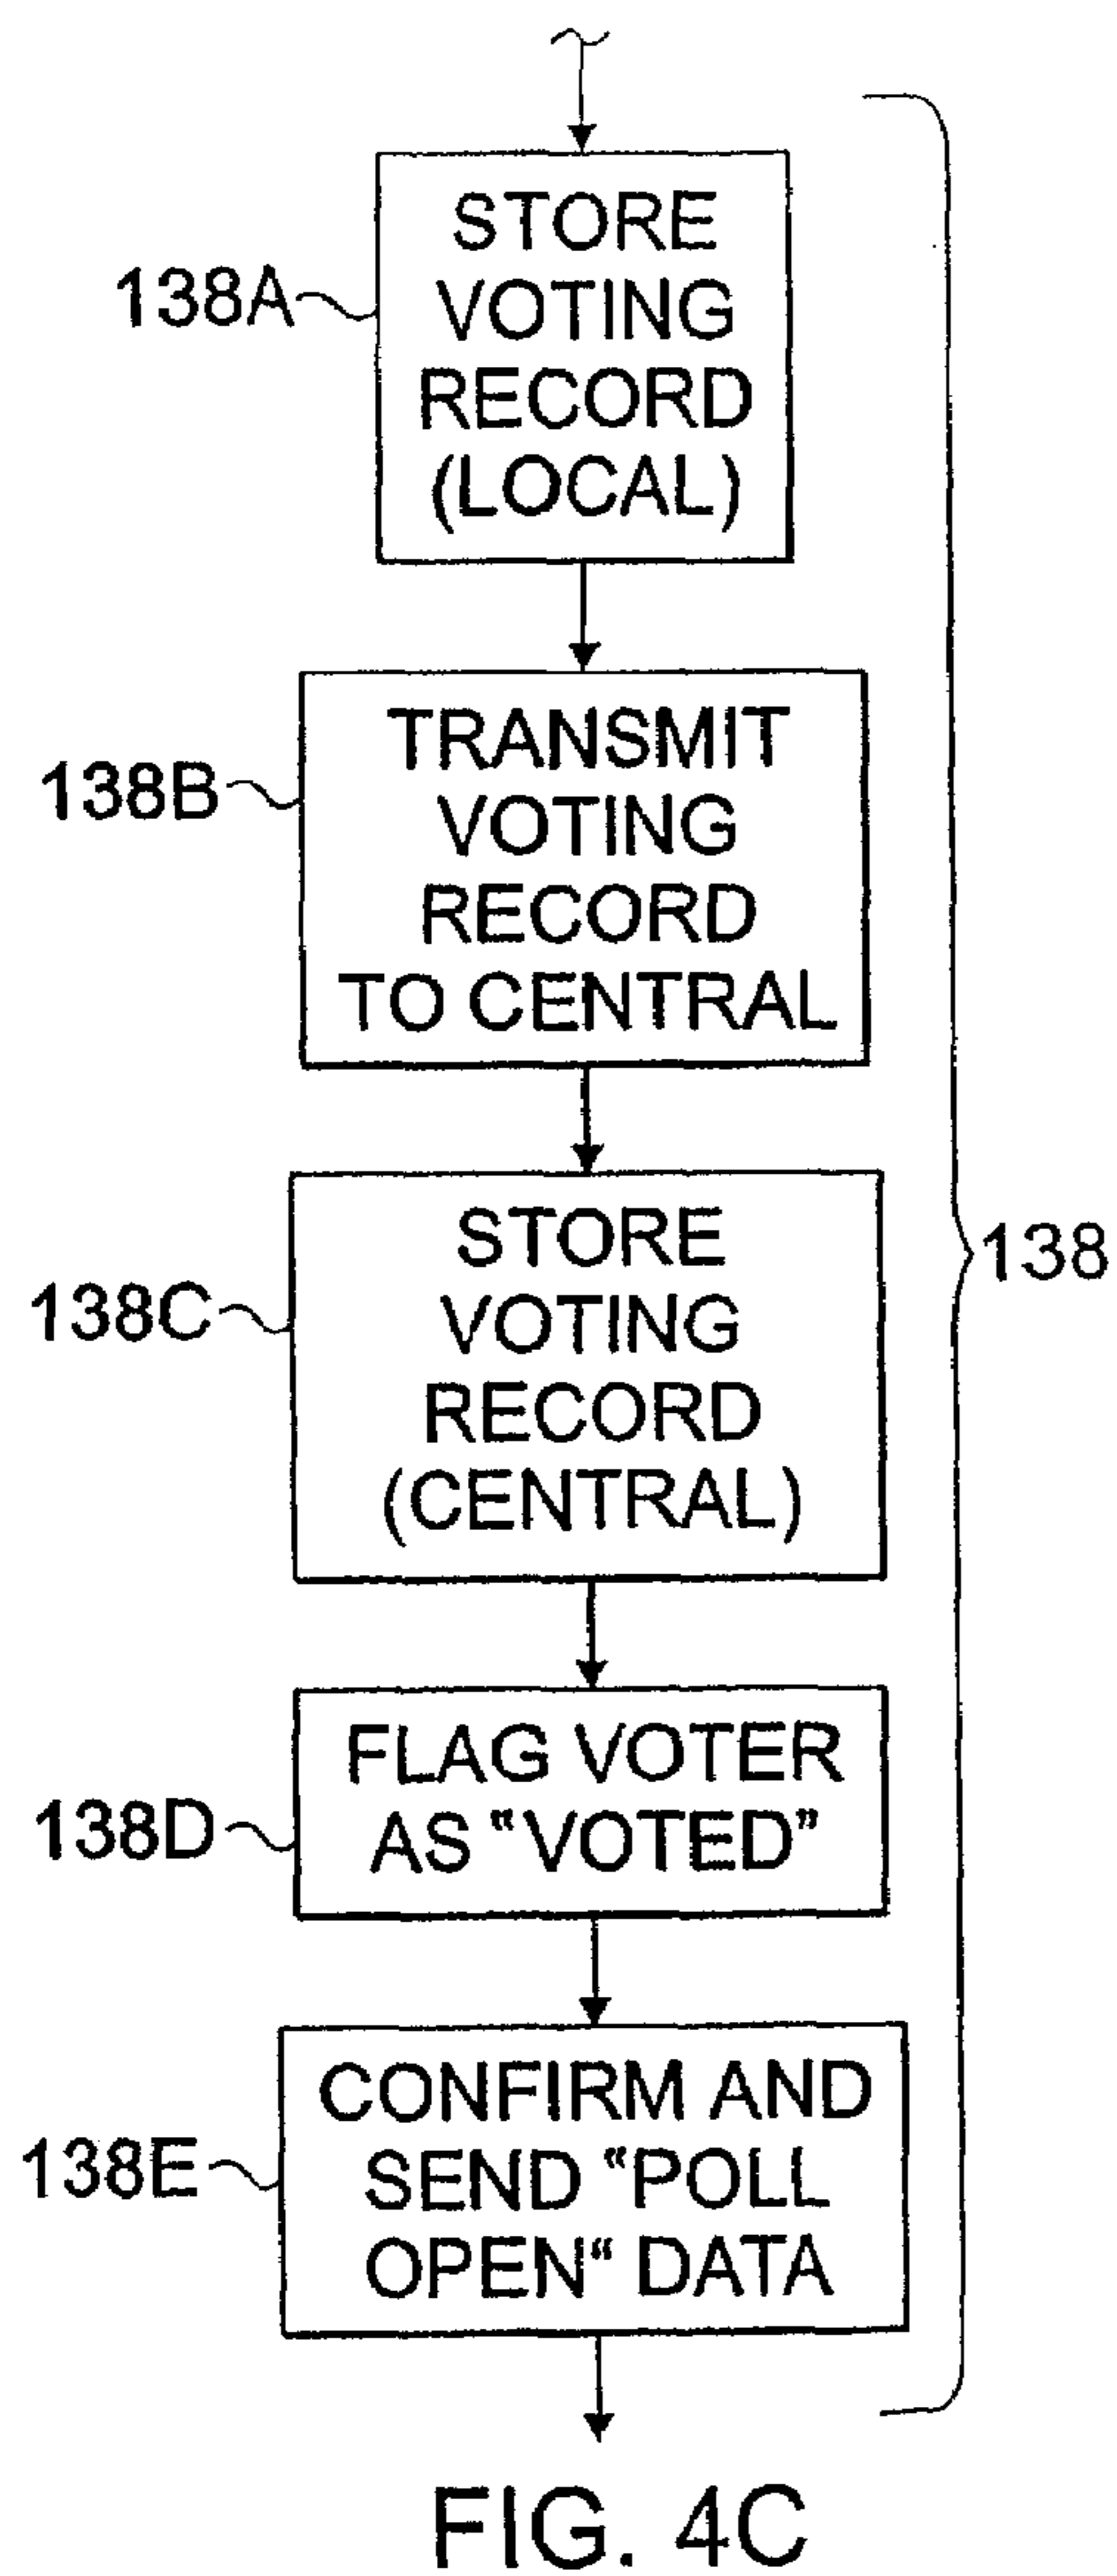 STORE
VOTING
RECORD
(LOCAL)
138A
TRANSMIT
VOTING
RECORD
TO CENTRAL
138B
STORE
VOTING
RECORD
(CENTRAL)
138C
138
FLAG VOTER
AS "VOTED"
138D
CONFIRM AND
SEND "POLL
OPEN" DATA
138E
FIG. 4C